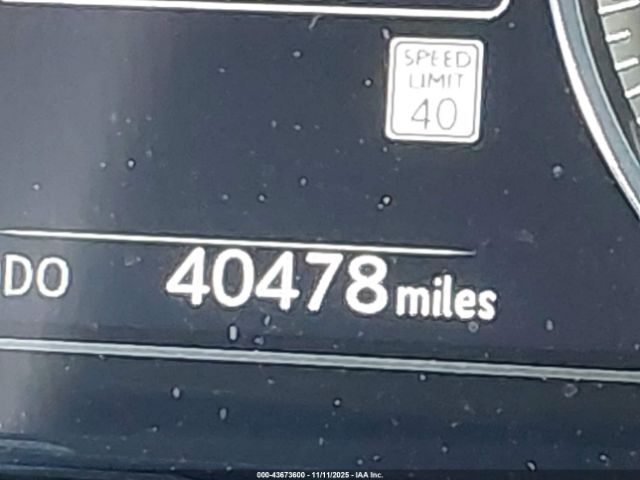 SPEED
LIMIT
40
DO 40478 miles
000-43673600 - 11/11/2025 - IAA Inc.